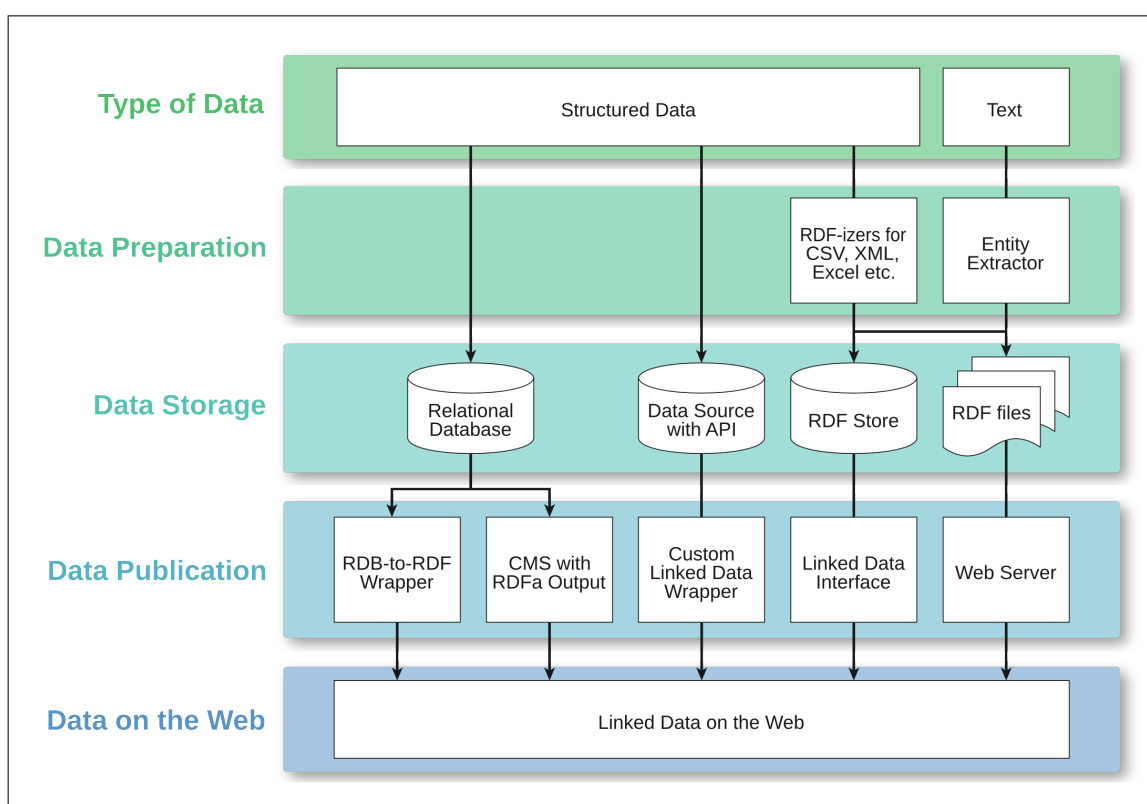 Type of Data
Structured Data
Text
Data Preparation
RDF-izers for
CSV, XML,
Excel etc.
Entity
Extractor
Data Storage
Relational
Database
Data Source
with API
RDF Store
RDF files
Data Publication
RDB-to-RDF
Wrapper
CMS with
RDFa Output
Custom
Linked Data
Wrapper
Linked Data
Interface
Web Server
Data on the Web
Linked Data on the Web